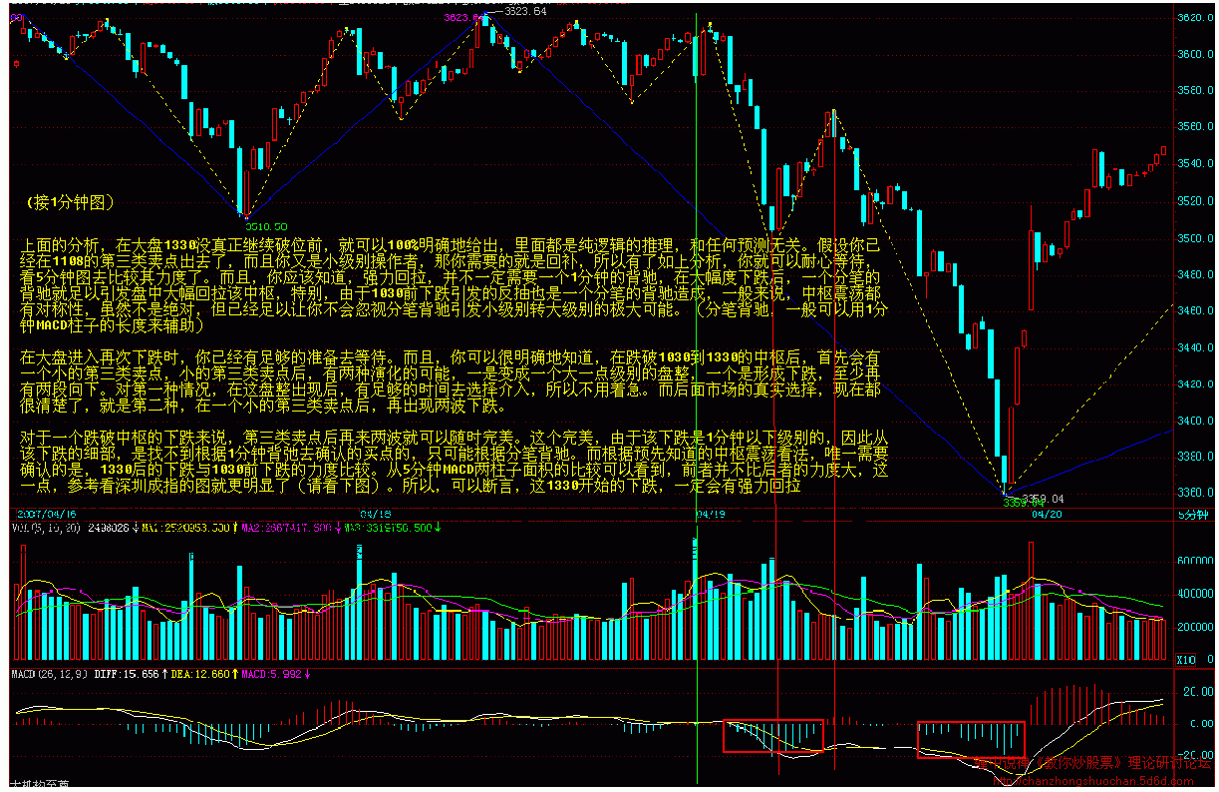 3623.6
3323.64
3620.0
3600.0
3580.0
3560.0
3540.0
3520.0
3500.0
3480.0
3460.0
3440.0
3420.0
3400.0
3380.0
3360.0
(接1分钟图)
3510.50
上面的分析，在大盘1330没真正继续破位前，就可以100%明确地给出，里面都是纯逻辑的推理，和任何预测无关。假设你已
经在1108的第三类卖点出去了，而且你又是小级别操作者，那你需要的就是回补，所以有了如上分析，你就可以耐心等待，
看5分钟图去比较其力度了。而且，你应该知道，强力回拉，并不一定需要一个1分钟的背驰，在大幅度下跌后，一个分笔的
背驰就足以引发盘中大幅回拉该中枢，特别，由于1030前下跌引发的反抽也是一个分笔的背驰造成，一般来说，中枢震荡都
有对称性，虽然不是绝对，但已经足以让你不会忽视分笔背驰引发小级别转大级别的极大可能。（分笔背驰，一般可以用1分
钟MACD柱子的长度来辅助）
在大盘进入再次下跌时，你已经有足够的准备去等待。而且，你可以很明确地知道，在跌破1030到1330的中枢后，首先会有
一个小的第三类卖点，小的第三类卖点后，有两种演化的可能，一是变成一个大一点级别的盘整，一个是形成下跌，至少再
有两段向下。对第一种情况，在这盘整出现后，有足够的时间去选择介入，所以不用着急。而后面市场的真实选择，现在都
很清楚了，就是第二种，在一个小的第三类卖点后，再出现两波下跌。
对于一个跌破中枢的下跌来说，第三类卖点后再来两波就可以随时完美。这个完美，由于该下跌是1分钟以下级别的，因此从
该下跌的细部，是找不到根据1分钟背弛去确认的买点的，只可能根据分笔背弛。而根据预先知道的中枢震荡看法，唯一需要
确认的是，1330后的下跌与1030前下跌的力度比较。从5分钟MACD两柱子面积的比较可以看到，前者并不比后者的力度大，这
一点，参考看深圳成指的图就更明显了（请看下图）。所以，可以断言，这1330开始的下跌，一定会有强力回拉
3359.04
3359.04
2007/04/16
04/18
04/19
04/20
5分钟
VOL(5,10,20) 2498026↓MA1:2520953.500↑MA2:2667417.500↓MA3:3319756.500↓
600000
400000
200000
X10
0
MACD(26,12,9) DIFF:15.656↑DEA:12.660↑MACD:5.992↓
20.00
0.00
-20.00
《教你炒股票》理论研讨论坛
http://chanzhongshuochan.5d6d.com